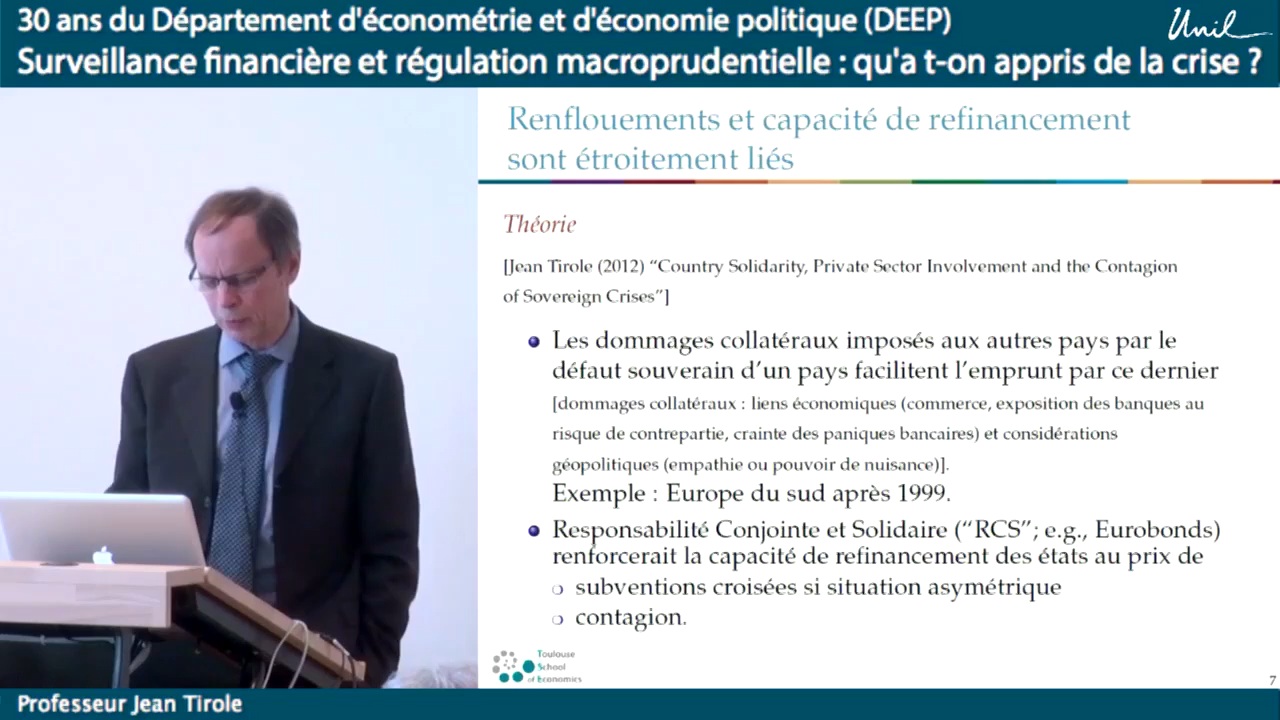 30 ans du Département d'économétrie et d'économie politique (DEEP)
Unil
Surveillance financière et régulation macroprudentielle : qu'a t-on appris de la crise ?
Renflouements et capacité de refinancement
sont étroitement liés
Théorie
[Jean Tirole (2012) “Country Solidarity, Private Sector Involvement and the Contagion
of Sovereign Crises”]
Les dommages collatéraux imposés aux autres pays par le
défaut souverain d’un pays facilitent l’emprunt par ce dernier
[dommages collatéraux : liens économiques (commerce, exposition des banques au
risque de contrepartie, crainte des paniques bancaires) et considérations
géopolitiques (empathie ou pouvoir de nuisance)].
Exemple : Europe du sud après 1999.
Responsabilité Conjointe et Solidaire (“RCS”; e.g., Eurobonds)
renforcerait la capacité de refinancement des états au prix de
subventions croisées si situation asymétrique
contagion.
Toulouse
School
of Economics
7
Professeur Jean Tirole